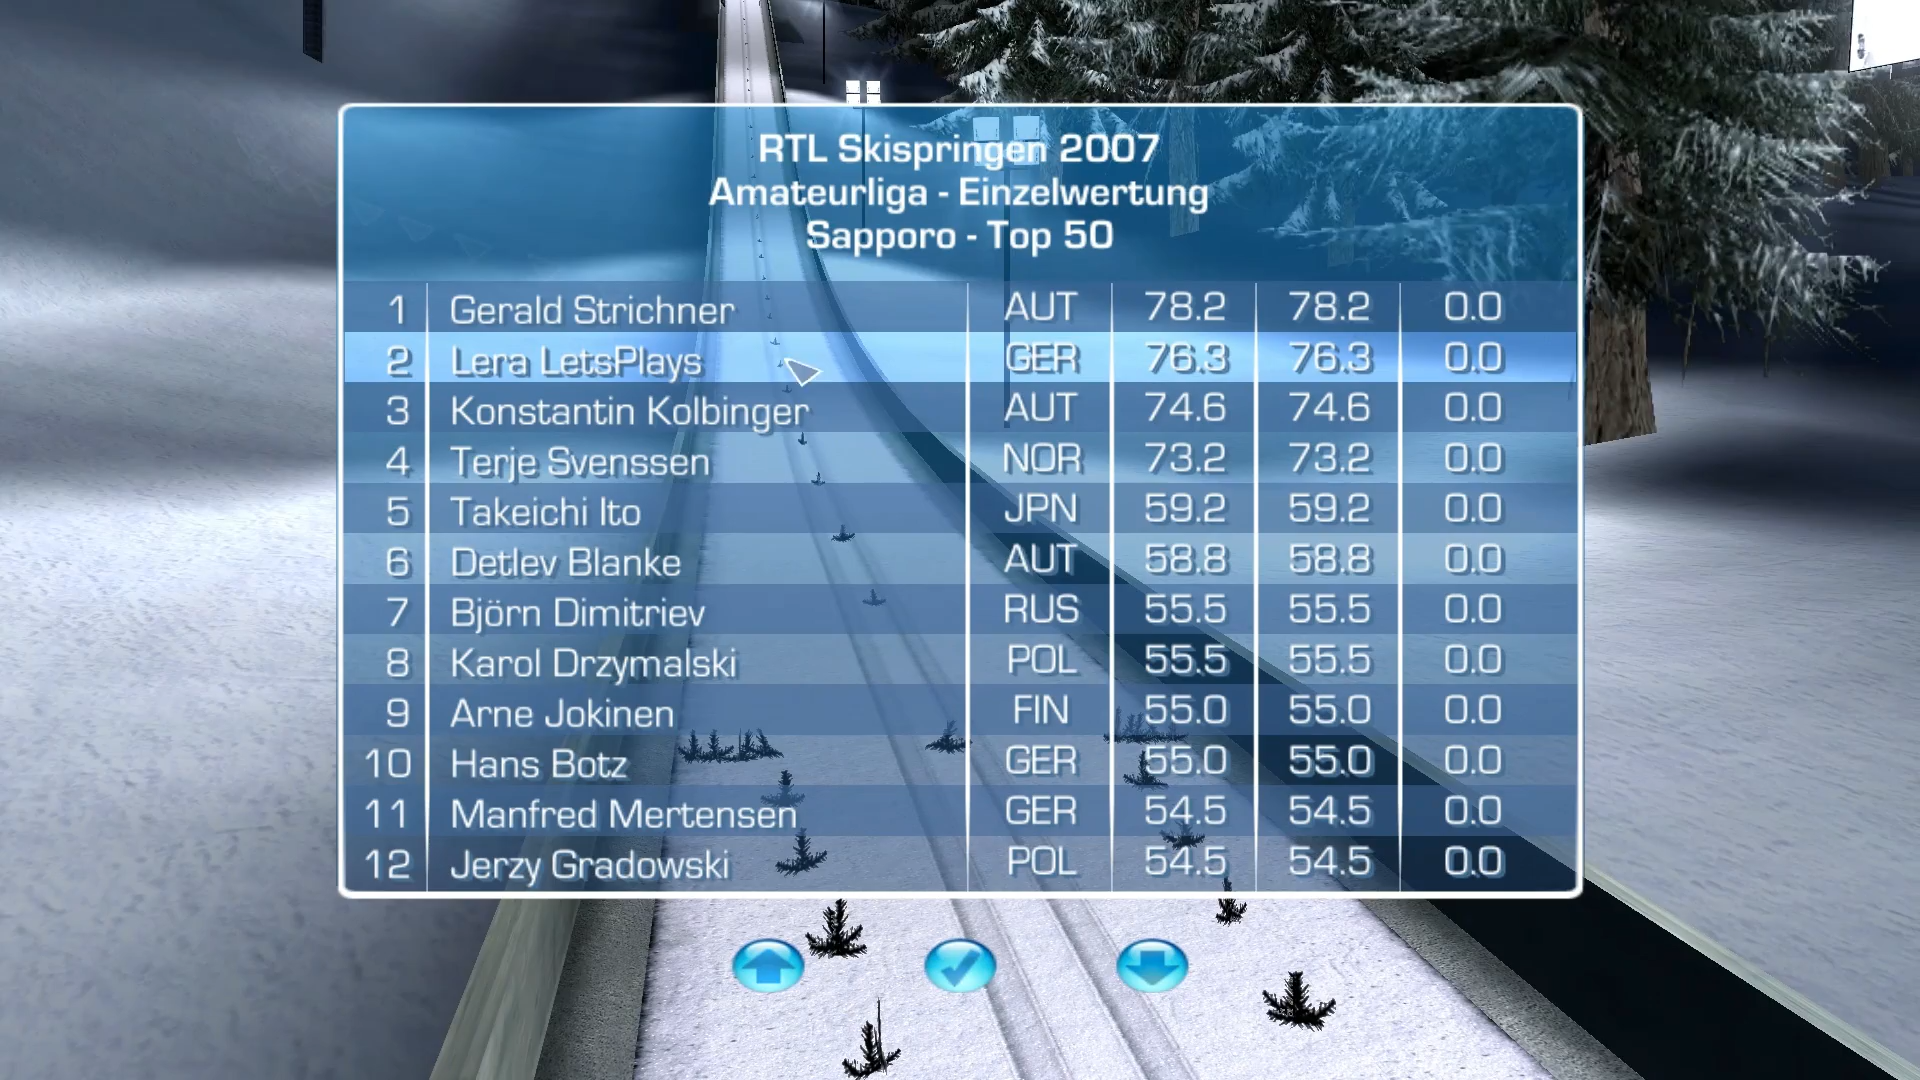 RTL Skispringen 2007
Amateurliga - Einzelwertung
Sapporo - Top 50
1 Gerald Strichner AUT 78.2 78.2 0.0
2 Lera LetsPlays GER 76.3 76.3 0.0
3 Konstantin Kolbinger AUT 74.6 74.6 0.0
4 Terje Svenssen NOR 73.2 73.2 0.0
5 Takeichi Ito JPN 59.2 59.2 0.0
6 Detlev Blanke AUT 58.8 58.8 0.0
7 Björn Dimitriev RUS 55.5 55.5 0.0
8 Karol Drzymalski POL 55.5 55.5 0.0
9 Arne Jokinen FIN 55.0 55.0 0.0
10 Hans Botz GER 55.0 55.0 0.0
11 Manfred Mertensen GER 54.5 54.5 0.0
12 Jerzy Gradowski POL 54.5 54.5 0.0